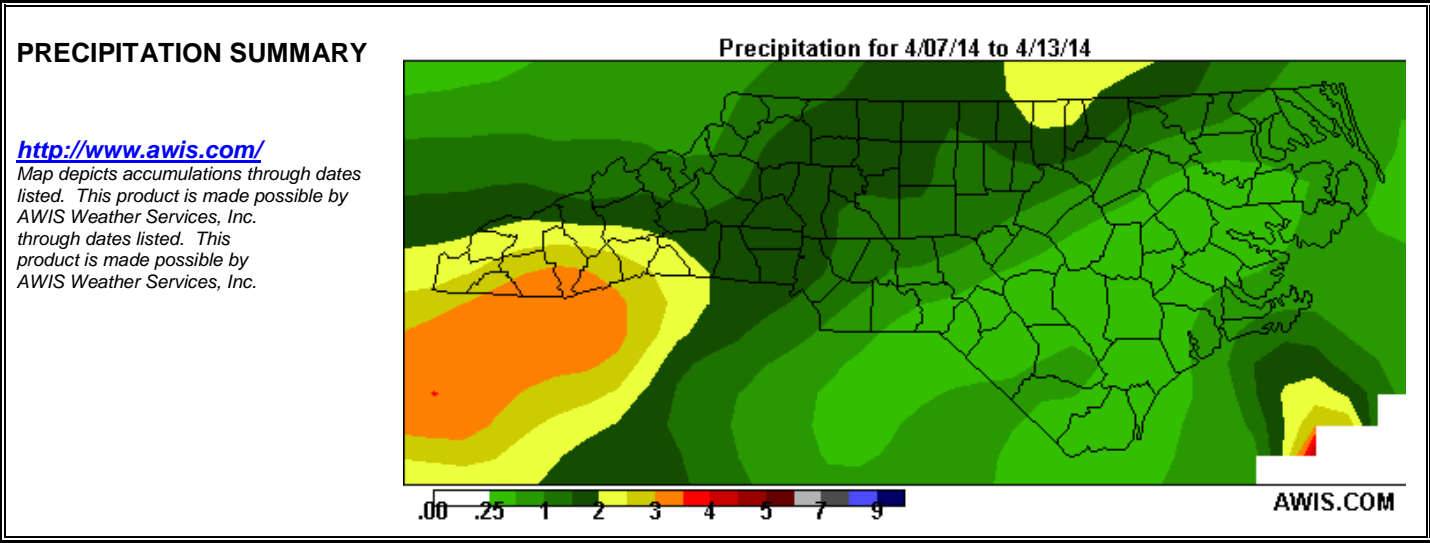 PRECIPITATION SUMMARY
http://www.awis.com/
Map depicts accumulations through dates
listed. This product is made possible by
AWIS Weather Services, Inc.
through dates listed. This
product is made possible by
AWIS Weather Services, Inc.
Precipitation for 4/07/14 to 4/13/14
.00 .25 1 2 3 4 5 7 9
AWIS.COM